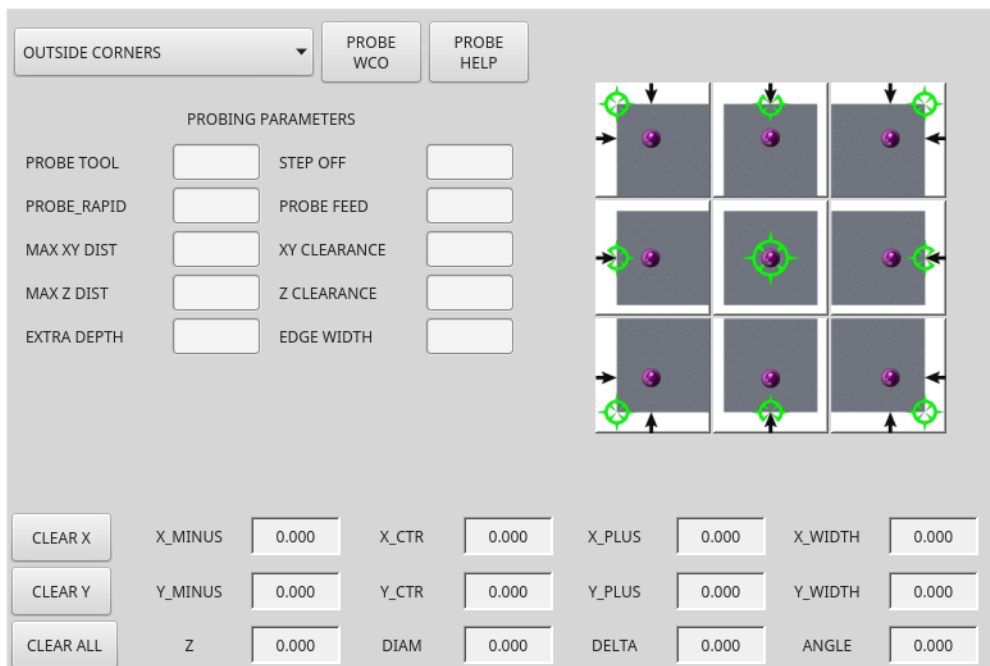 OUTSIDE CORNERS
PROBE
WCO
PROBE
HELP
PROBING PARAMETERS
PROBE TOOL
STEP OFF
PROBE_RAPID
PROBE FEED
MAX XY DIST
XY CLEARANCE
MAX Z DIST
Z CLEARANCE
EXTRA DEPTH
EDGE WIDTH
CLEAR X
X_MINUS
0.000
X_CTR
0.000
X_PLUS
0.000
X_WIDTH
0.000
CLEAR Y
Y_MINUS
0.000
Y_CTR
0.000
Y_PLUS
0.000
Y_WIDTH
0.000
CLEAR ALL
Z
0.000
DIAM
0.000
DELTA
0.000
ANGLE
0.000